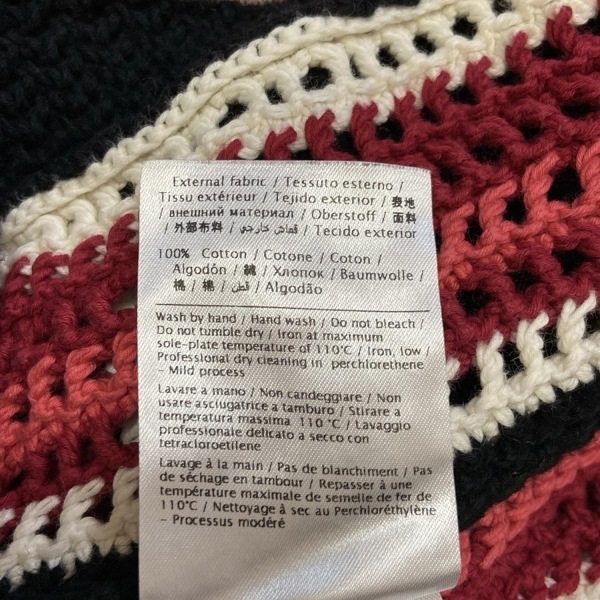 External fabric / Tessuto esterno /
Tissu extérieur / Tejido exterior / 表地
/ внешний материал / Oberstoff / 面料
/ 外部布料 / قماش خارجي / Tecido exterior
100% Cotton / Cotone / Coton /
Algodón / 綿 / Хлопок / Baumwolle /
棉 / 棉 / قطن / Algodão
Wash by hand / Hand wash / Do not bleach /
Do not tumble dry / Iron at maximum
sole-plate temperature of 110°C / Iron, low /
Professional dry cleaning in perchlorethene
- Mild process
Lavare a mano / Non candeggiare / Non
usare asciugatrice a tamburo / Stirare a
temperatura massima 110 °C / Lavaggio
professionale delicato a secco con
tetracloroetilene
Lavage à la main / Pas de blanchiment / Pas
de séchage en tambour / Repasser à une
température maximale de semelle de fer de
110°C / Nettoyage à sec au Perchloréthylène
- Processus modéré